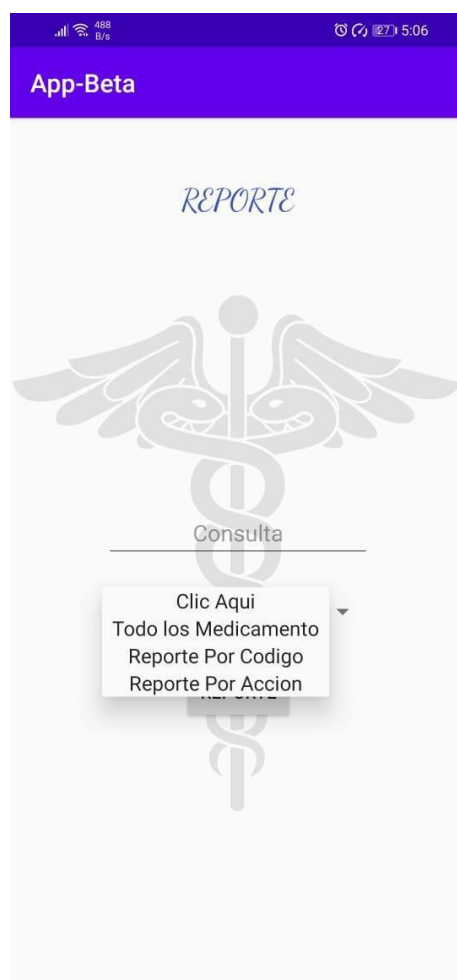 488
B/s
27 5:06
App-Beta
REPORTE
Consulta
Clic Aqui
Todo los Medicamento
Reporte Por Codigo
Reporte Por Accion
REPORTE